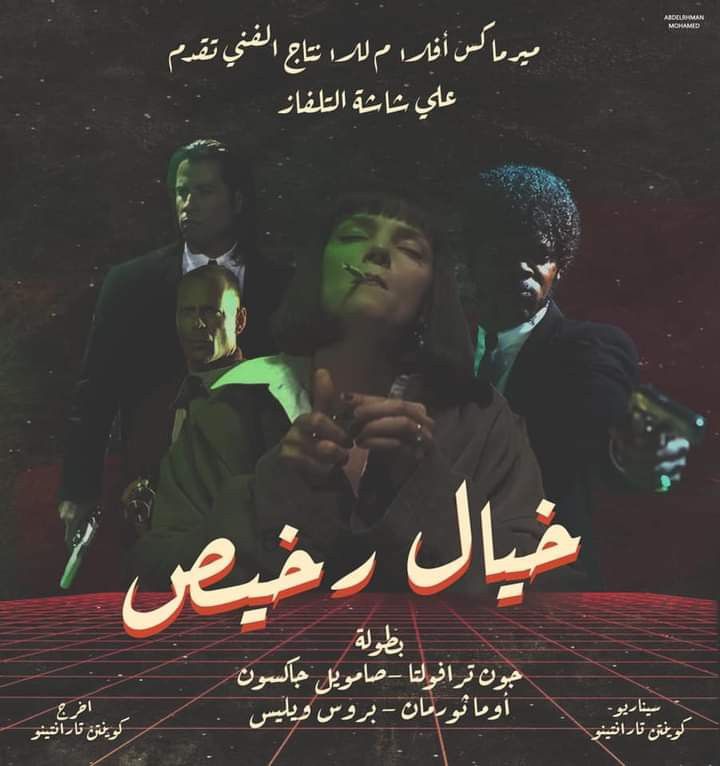 ABDELRHMAN
MOHAMED
ميرماكس أفلام للانتاج الفني تقدم
علي شاشة التلفاز
خيال رخيص
بطولة
جون ترافولتا - صامويل جاكسون
أوما ثورمان - بروس ويليس
سيناريو-
كوينتن تارانتينو
اخرج
كوينتن تارانتينو